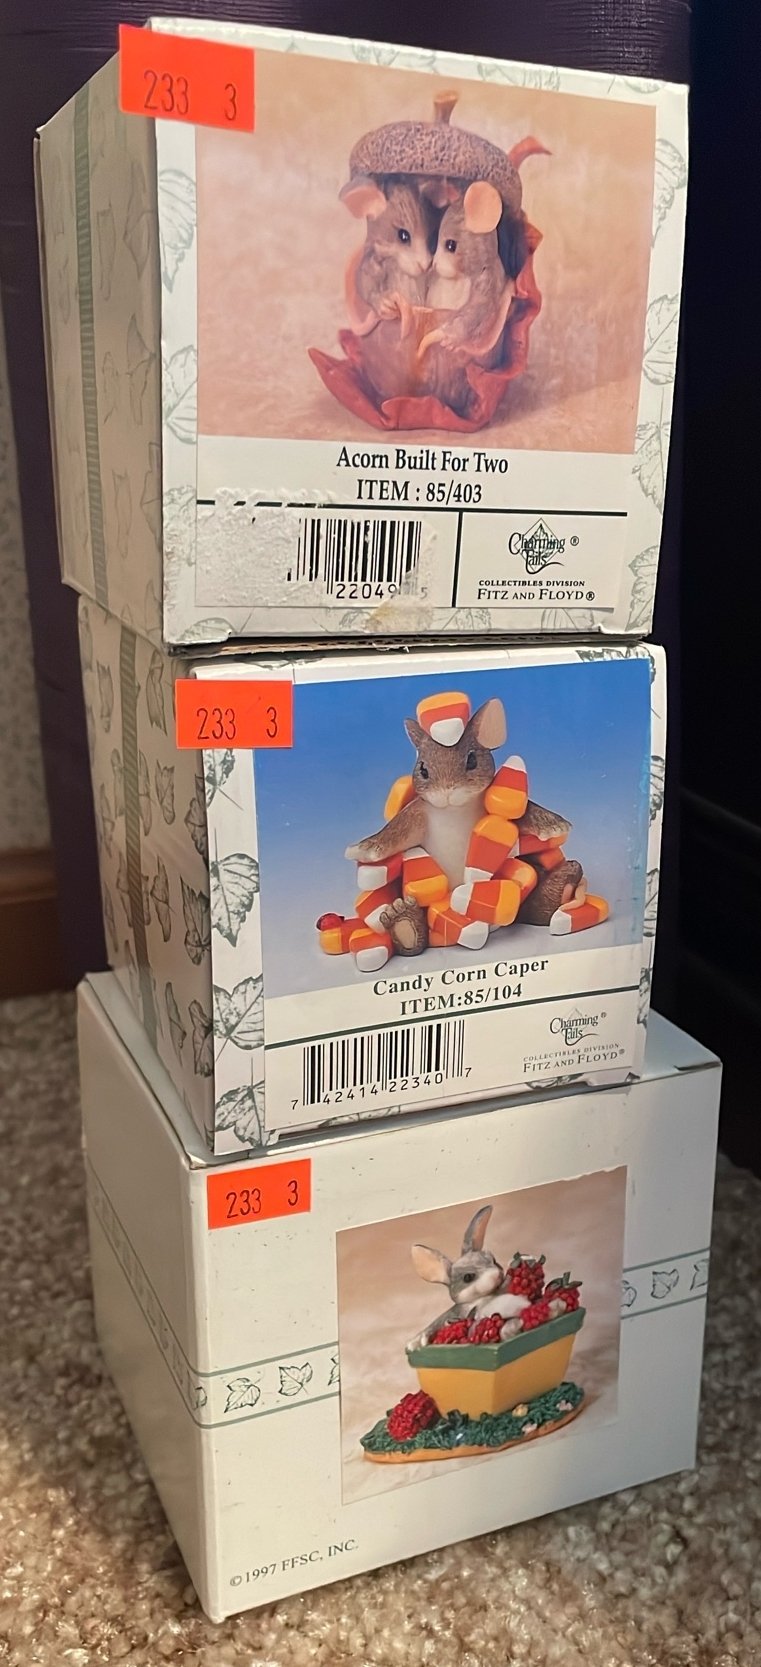 233 3
Acorn Built For Two
ITEM : 85/403
22049 5
Charming ®
Tails
COLLECTIBLES DIVISION
FITZ AND FLOYD®
233 3
Candy Corn Caper
ITEM:85/104
7 42414 22340 7
Charming ®
Tails
COLLECTIBLES DIVISION
FITZ AND FLOYD®
233 3
©1997 FFSC, INC.